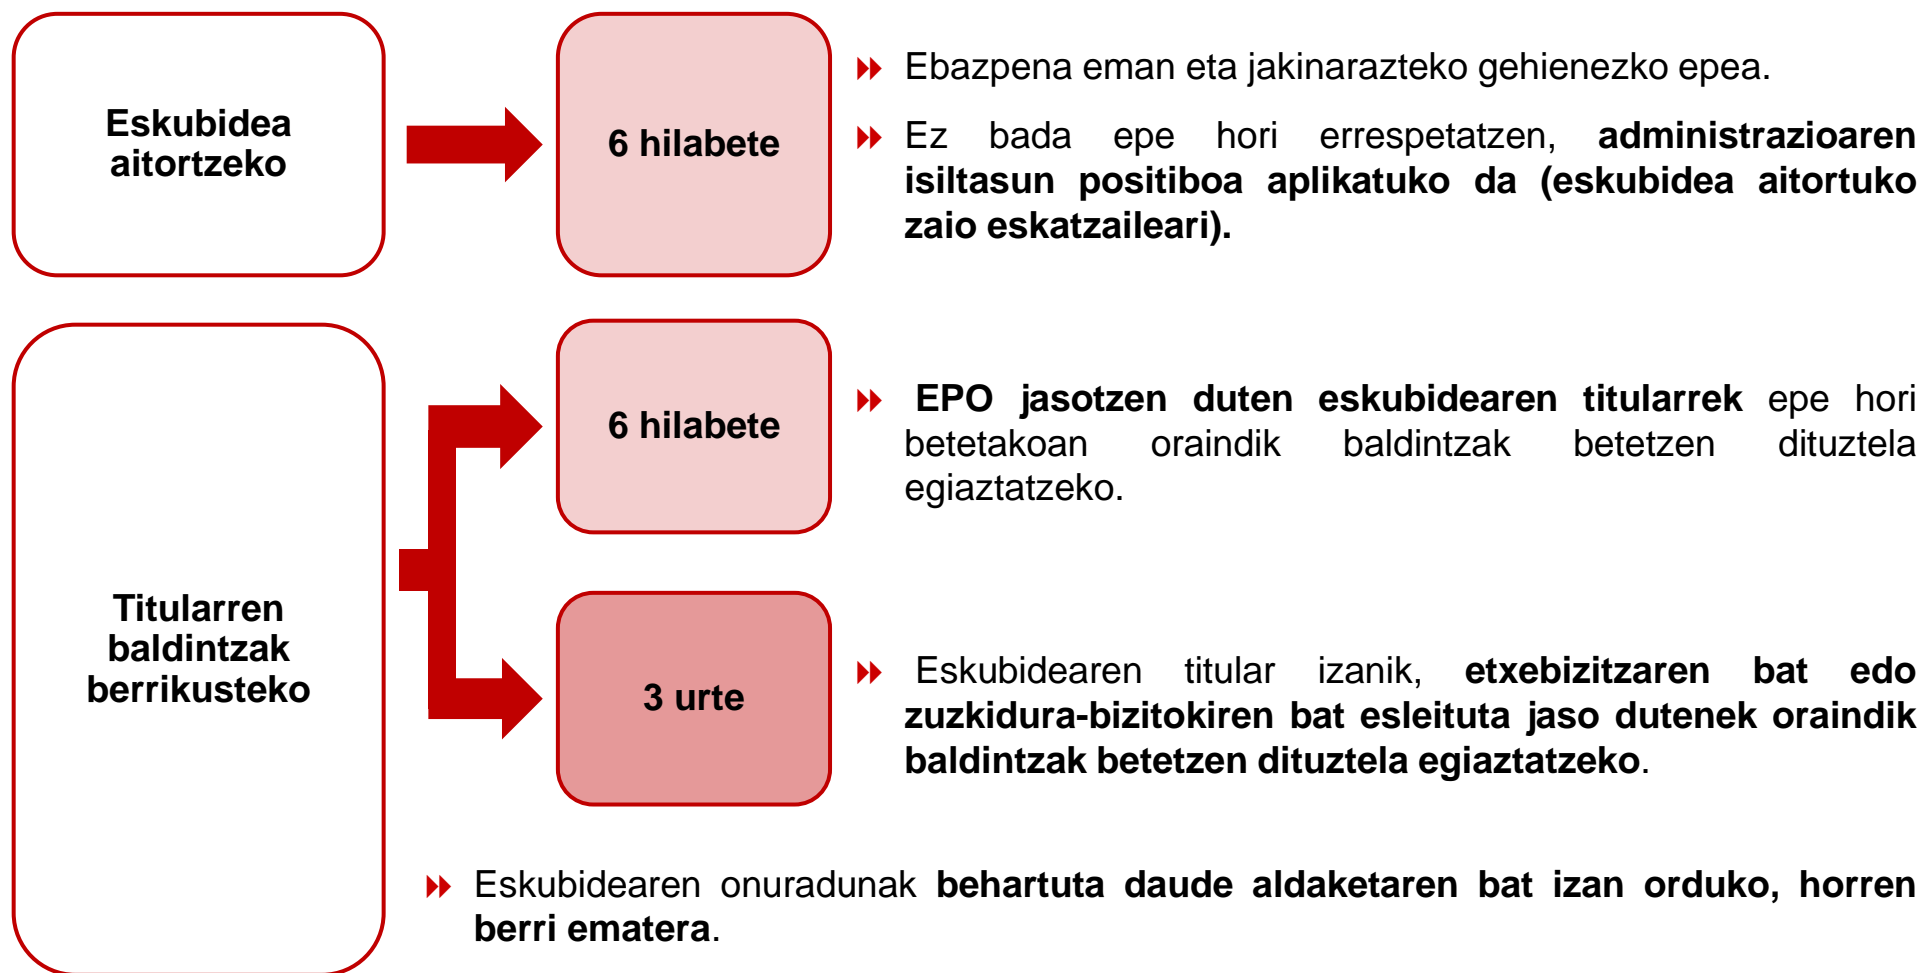 Eskubidea
aitortzeko
6 hilabete
Ebazpena eman eta jakinarazteko gehienezko epea.
Ez bada epe hori errespetatzen, administrazioaren
isiltasun positiboa aplikatuko da (eskubidea aitortuko
zaio eskatzaileari).
Titularren
baldintzak
berrikusteko
6 hilabete
EPO jasotzen duten eskubidearen titularrek epe hori
betetakoan oraindik baldintzak betetzen dituztela
egiaztatzeko.
3 urte
Eskubidearen titular izanik, etxebizitzaren bat edo
zuzkidura-bizitokiren bat esleituta jaso dutenek oraindik
baldintzak betetzen dituztela egiaztatzeko.
Eskubidearen onuradunak behartuta daude aldaketaren bat izan orduko, horren
berri ematera.